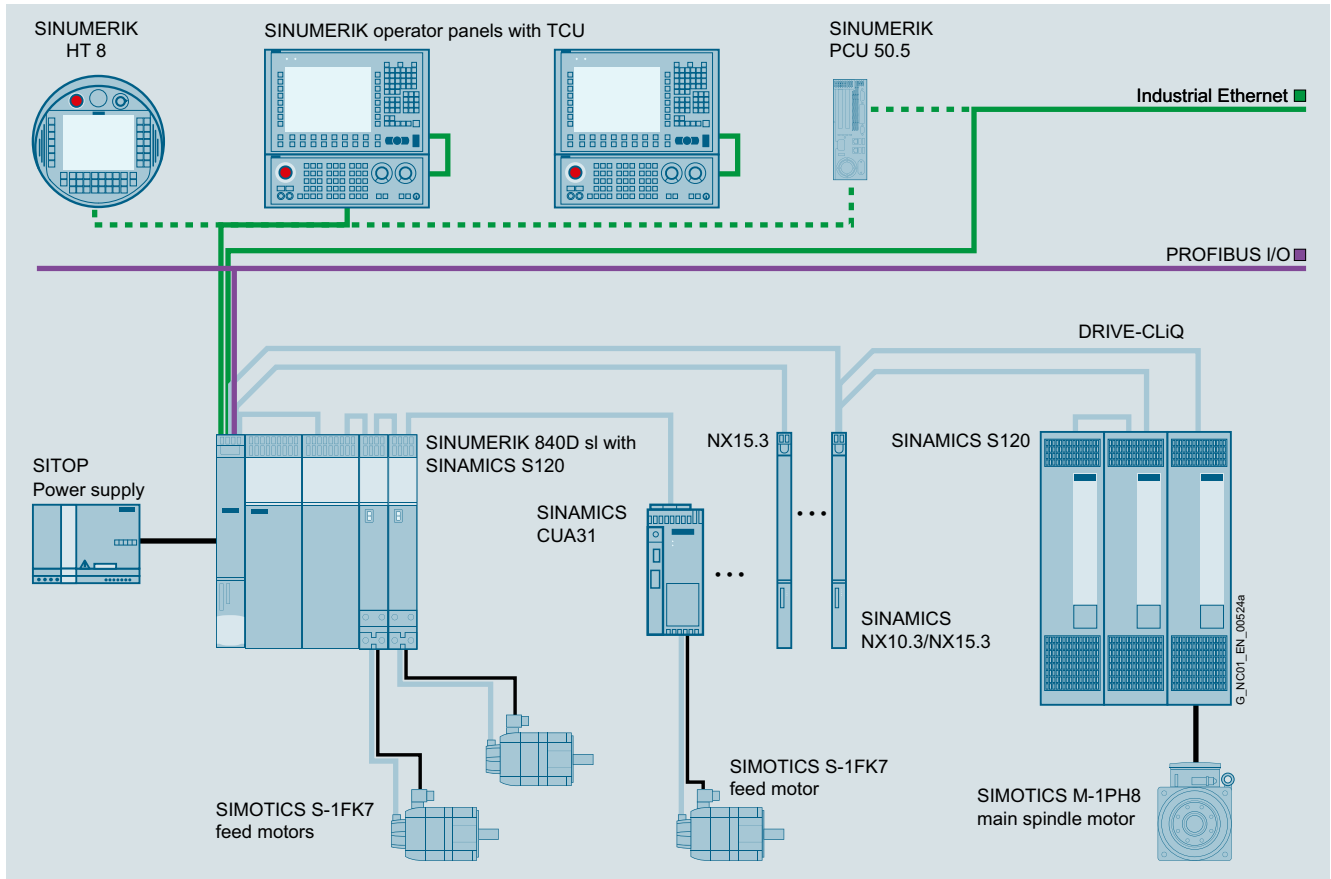 SINUMERIK
HT 8
SINUMERIK operator panels with TCU
SINUMERIK
PCU 50.5
Industrial Ethernet
PROFIBUS I/O
DRIVE-CLiQ
SINUMERIK 840D sl with
SINAMICS S120
NX15.3
SINAMICS S120
SITOP
Power supply
SINAMICS
CUA31
SINAMICS
NX10.3/NX15.3
G_NC01_EN_00524a
SIMOTICS S-1FK7
feed motors
SIMOTICS S-1FK7
feed motor
SIMOTICS M-1PH8
main spindle motor